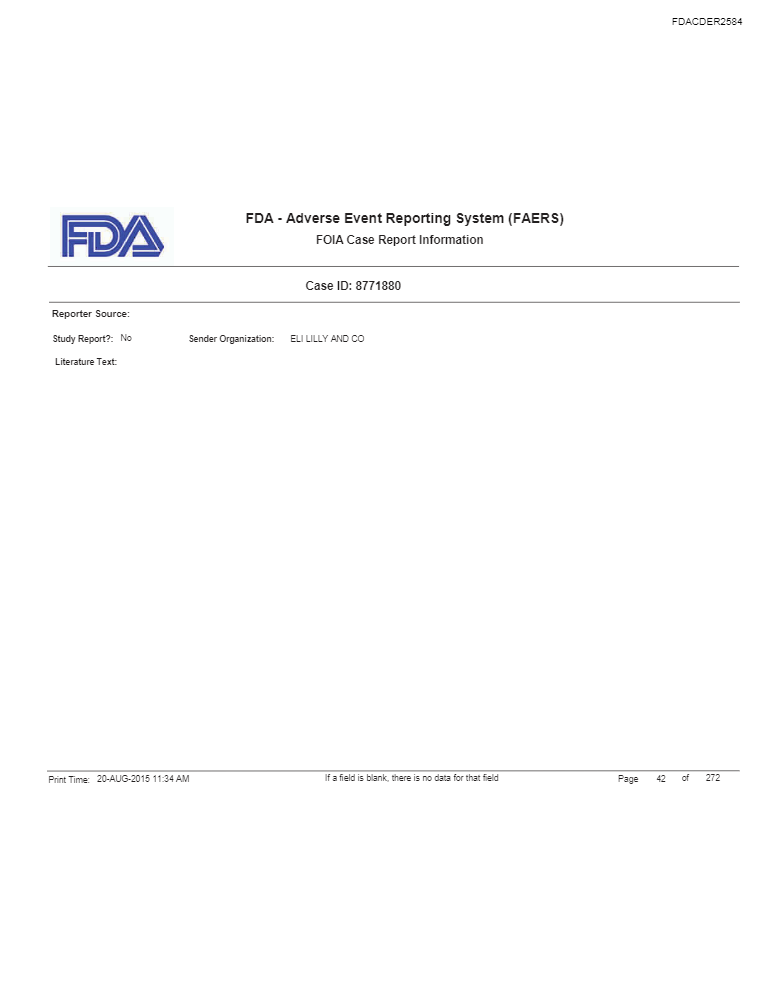 FDACDER2584
FDA
FDA - Adverse Event Reporting System (FAERS)
FOIA Case Report Information
Case ID: 8771880
Reporter Source:
Study Report?: No Sender Organization: ELI LILLY AND CO
Literature Text:
Print Time: 20-AUG-2015 11:34 AM If a field is blank, there is no data for that field Page 42 of 272